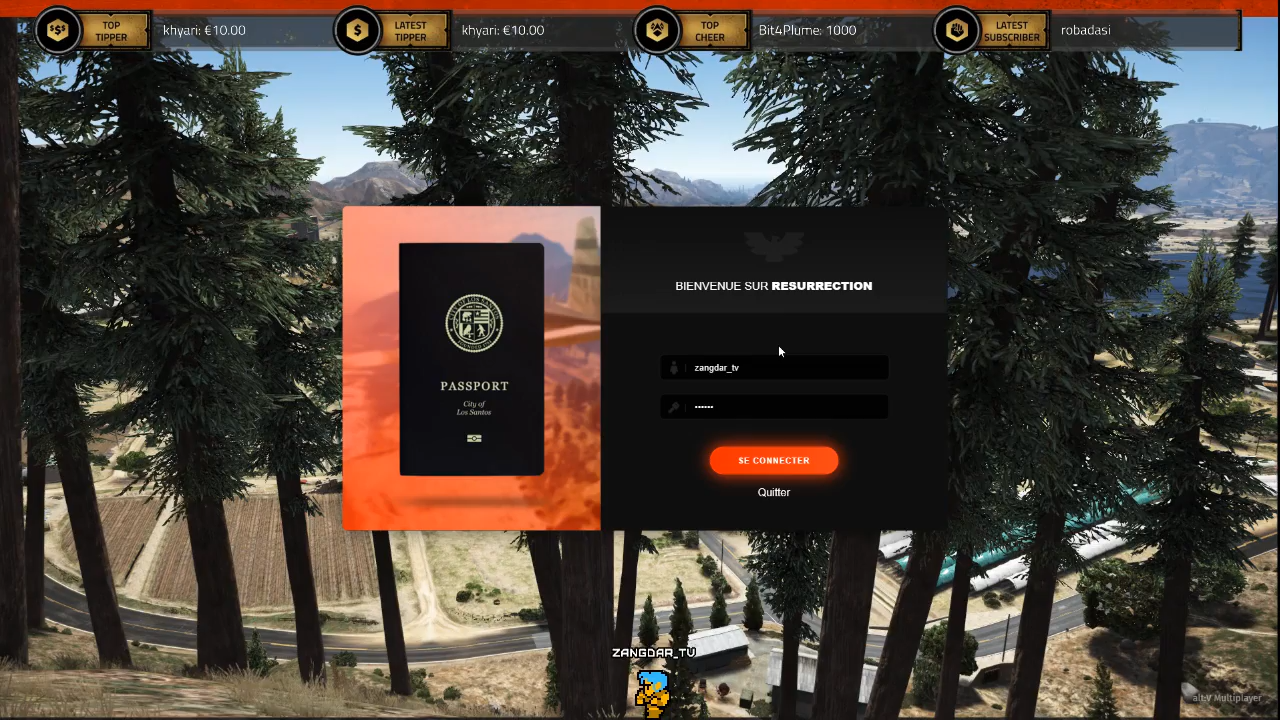 TOP
TIPPER
khyari: €10.00
LATEST
TIPPER
khyari: €10.00
TOP
CHEER
Bit4Plume: 1000
LATEST
SUBSCRIBER
robadasi
BIENVENUE SUR RESURRECTION
zangdar_tv
••••••
SE CONNECTER
Quitter
PASSPORT
City of
Los Santos
ZANGDAR_TV
alt:V Multiplayer